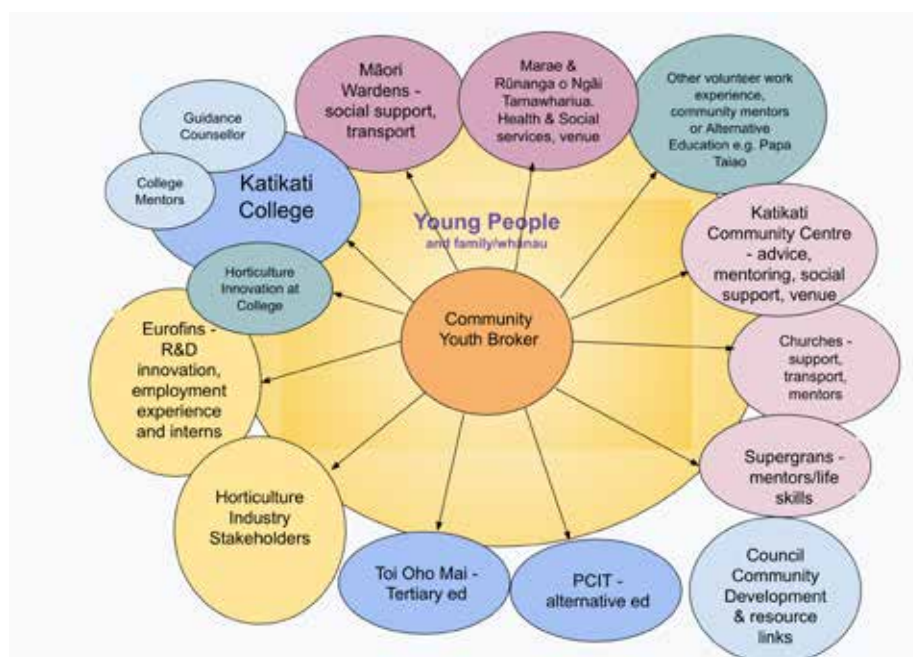 Māori
Wardens -
social support,
transport
Marae &
Rūnanga o Ngāi
Tamawhariua.
Health & Social
services, venue
Other volunteer work
experience,
community mentors
or Alternative
Education e.g. Papa
Taiao
Guidance
Counsellor
College
Mentors
Katikati
College
Young People
and family/whānau
Katikati
Community Centre
- advice,
mentoring, social
support, venue
Horticulture
Innovation at
College
Community
Youth Broker
Eurofins -
R&D
innovation,
employment
experience
and interns
Churches -
support,
transport,
mentors
Supergrans -
mentors/life
skills
Horticulture
Industry
Stakeholders
Toi Oho Mai -
Tertiary ed
PCIT -
alternative ed
Council
Community
Development
& resource
links